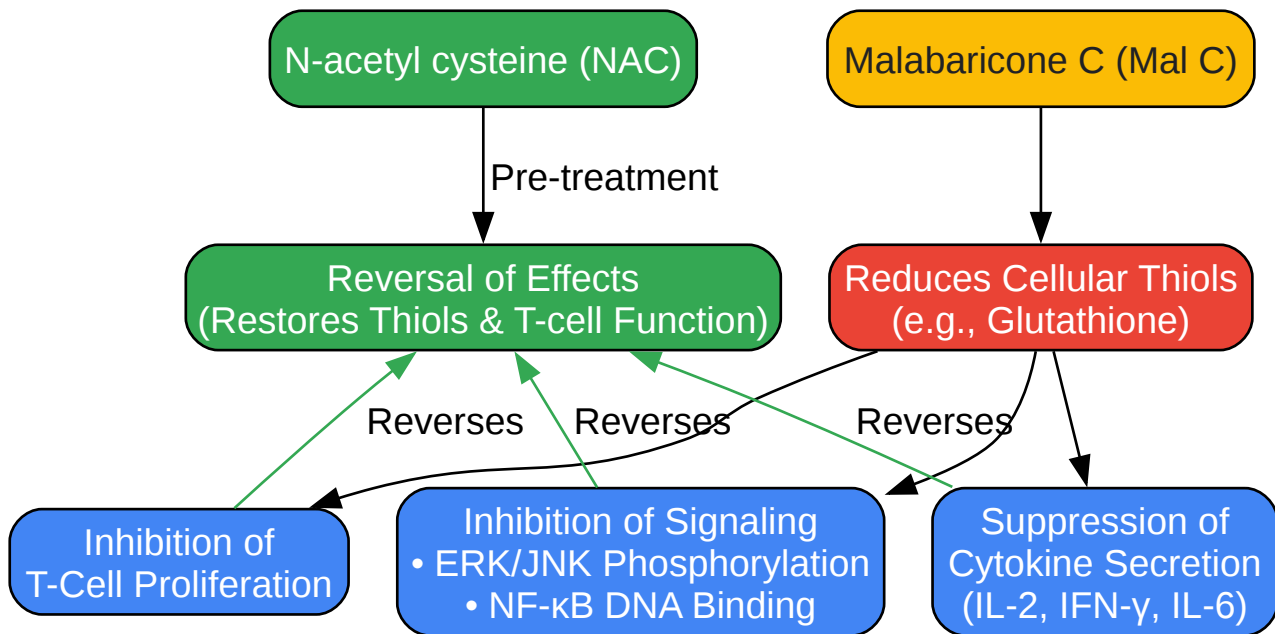 N-acetyl cysteine (NAC)
Malabaricone C (Mal C)
Pre-treatment
Reversal of Effects
(Restores Thiols & T-cell Function)
Reduces Cellular Thiols
(e.g., Glutathione)
Reverses
Reverses
Reverses
Inhibition of
T-Cell Proliferation
Inhibition of Signaling
• ERK/JNK Phosphorylation
• NF-κB DNA Binding
Suppression of
Cytokine Secretion
(IL-2, IFN-γ, IL-6)